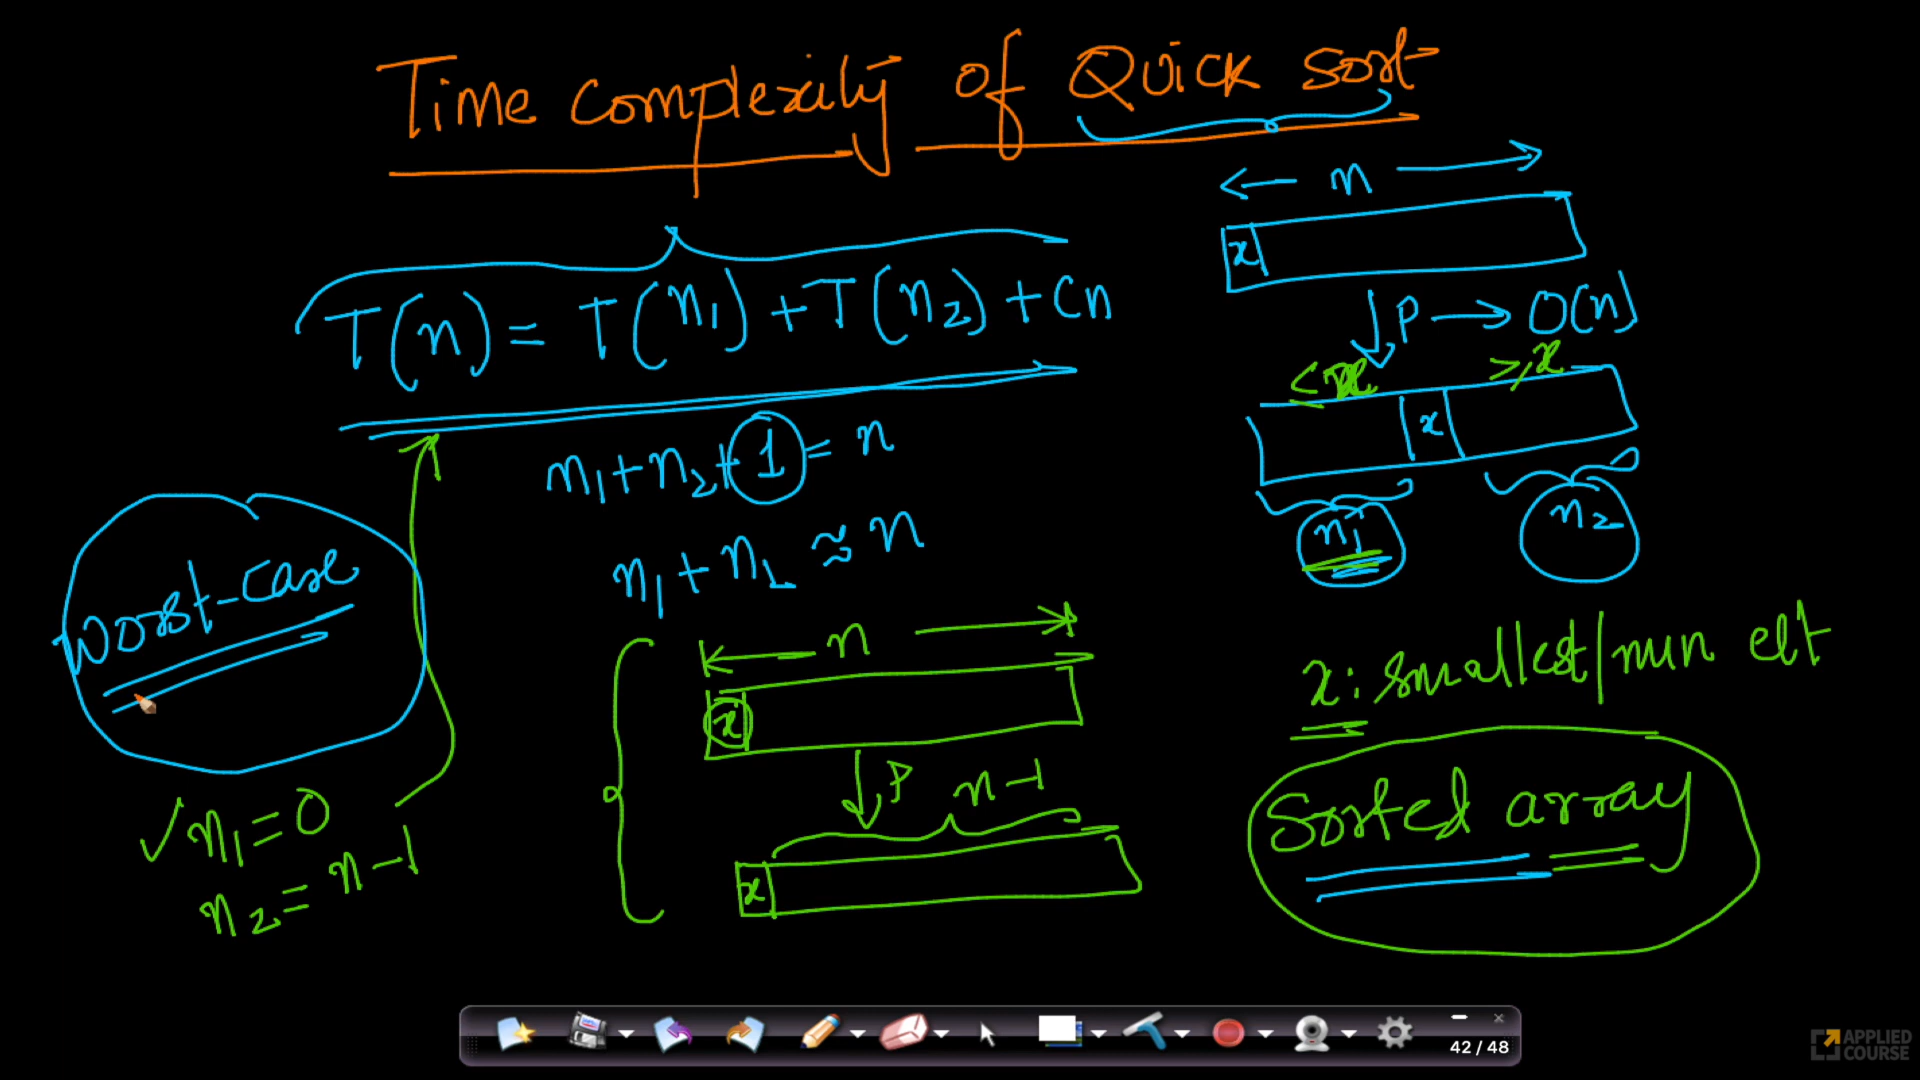 Time complexity of Quick sort
T(n) = T(n1) + T(n2) + Cn
n1 + n2 + 1 = n
n1 + n2 ≈ n
← n →
x
P → O(n)
< x
≥ x
x
n1
n2
Worst-case
✓ n1 = 0
n2 = n-1
← n →
x
P
n-1
x
x: smallest/min elt
Sorted array
42 / 48
APPLIED
COURSE